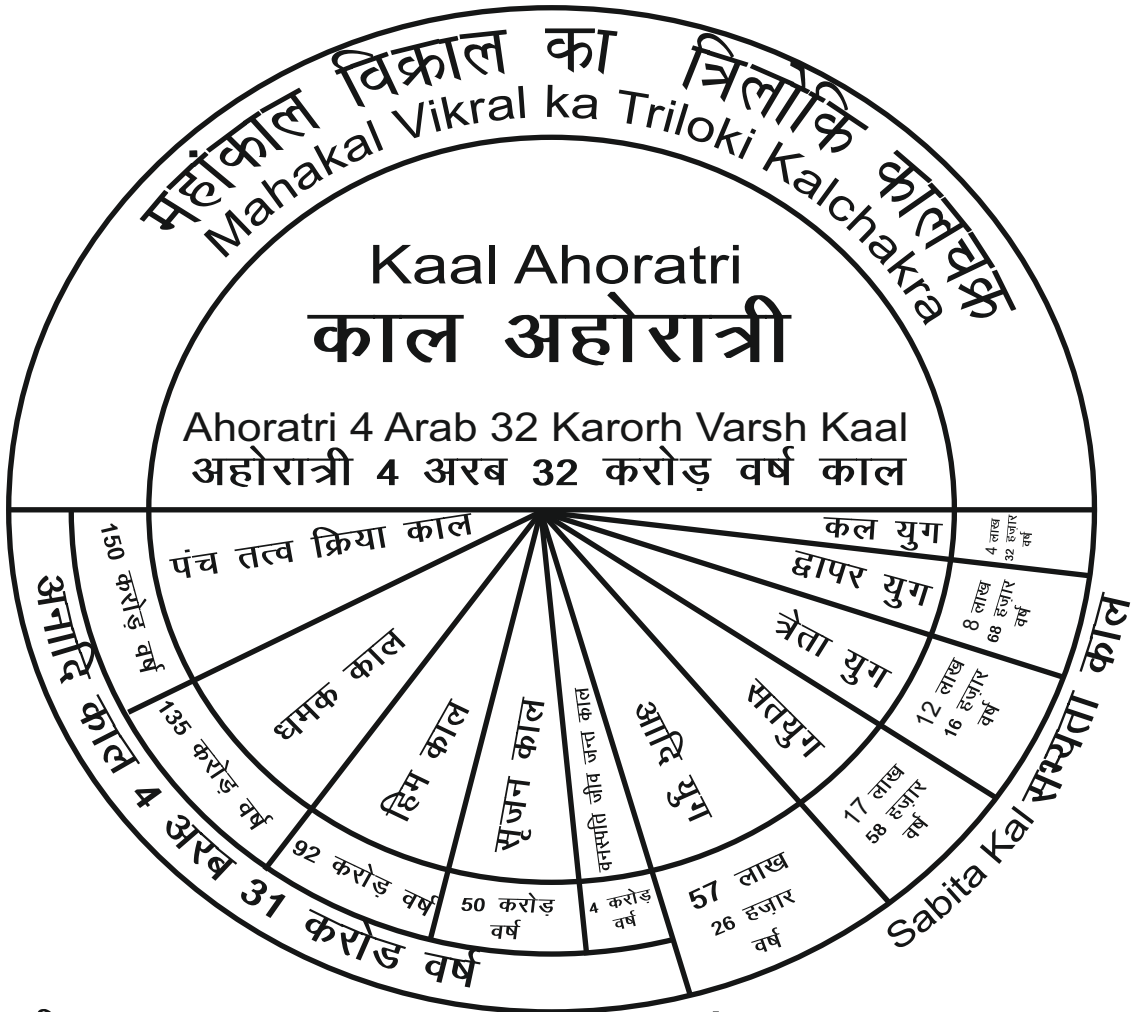 महांकाल विक्राल का त्रिलोकि कालचक्र
Mahakal Vikral ka Triloki Kalchakra
Kaal Ahoratri
काल अहोरात्री
Ahoratri 4 Arab 32 Karorh Varsh Kaal
अहोरात्री 4 अरब 32 करोड़ वर्ष काल
पंच तत्व क्रिया काल
150 करोड़ वर्ष
धमक काल
135 करोड़ वर्ष
हिम काल
92 करोड़ वर्ष
सृजन काल
50 करोड़
वर्ष
वनस्पति जीव जन्त काल
4 करोड़
वर्ष
आदि युग
57 लाख
26 हज़ार
वर्ष
सतयुग
17 लाख
58 हज़ार
वर्ष
त्रेता युग
12 लाख
16 हज़ार
वर्ष
द्वापर युग
8 लाख
68 हज़ार
वर्ष
कल युग
4 लाख
32 हज़ार
वर्ष
अनादि काल 4 अरब 31 करोड वर्ष
Sabita Kal सभ्यता काल